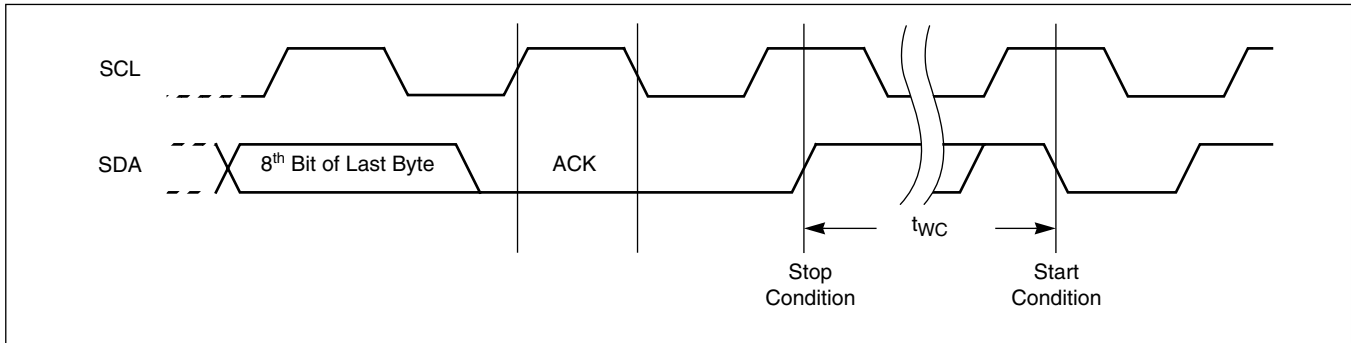 SCL
SDA
8th Bit of Last Byte
ACK
tWC
Stop
Condition
Start
Condition